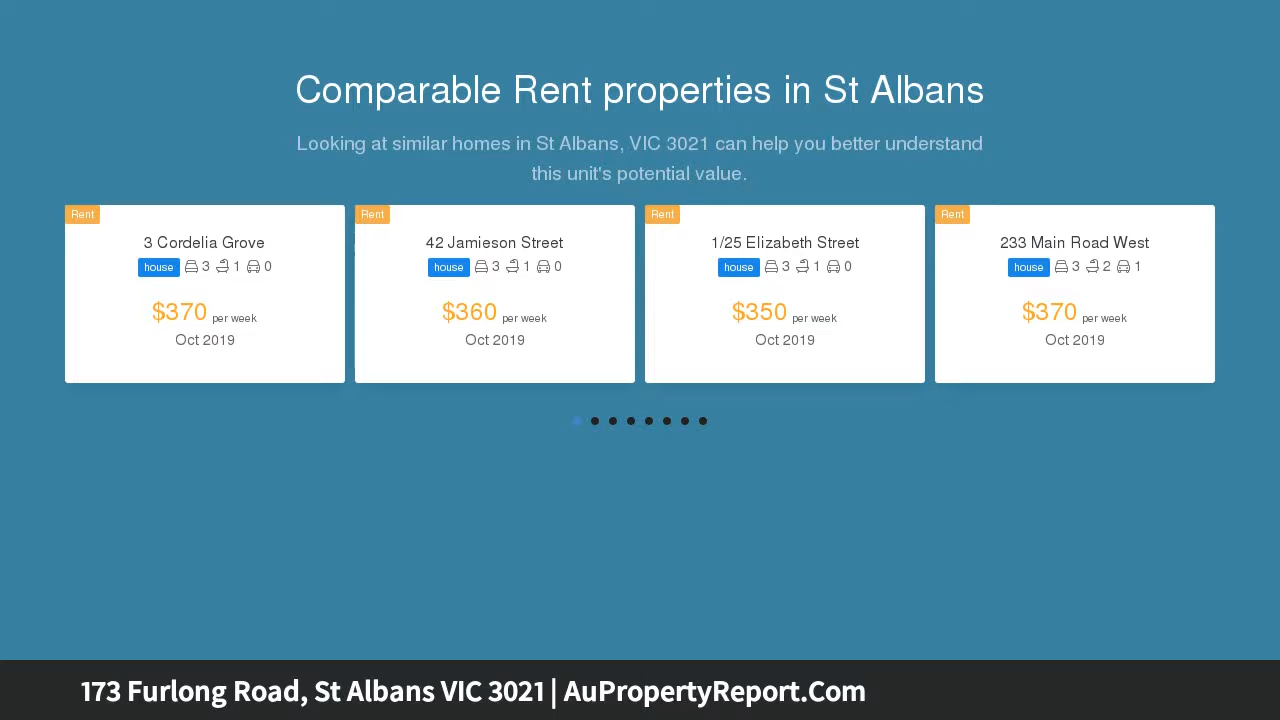 Comparable Rent properties in St Albans
Looking at similar homes in St Albans, VIC 3021 can help you better understand
this unit's potential value.
Rent
3 Cordelia Grove
house 3 1 0
$370 per week
Oct 2019
Rent
42 Jamieson Street
house 3 1 0
$360 per week
Oct 2019
Rent
1/25 Elizabeth Street
house 3 1 0
$350 per week
Oct 2019
Rent
233 Main Road West
house 3 2 1
$370 per week
Oct 2019
173 Furlong Road, St Albans VIC 3021 | AuPropertyReport.Com